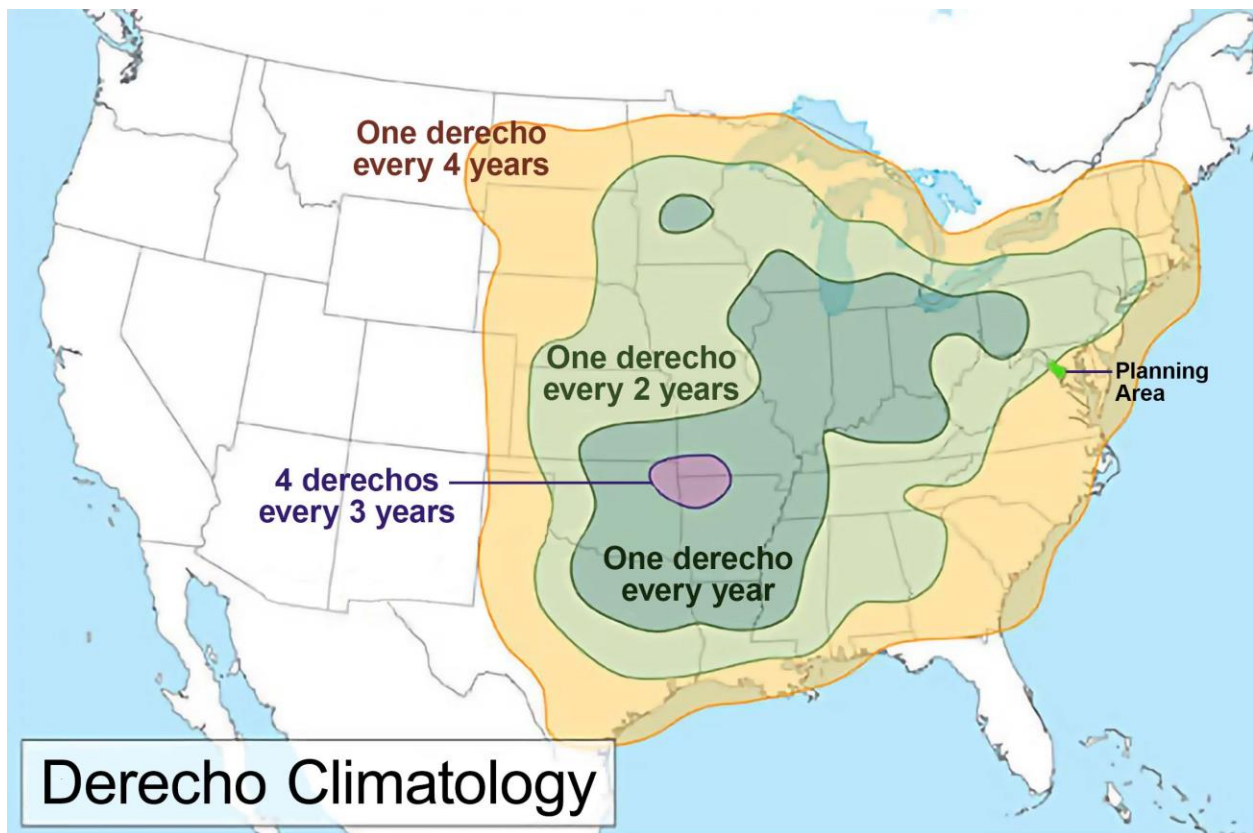 One derecho
every 4 years
One derecho
every 2 years
Planning
Area
4 derechos
every 3 years
One derecho
every year
Derecho Climatology